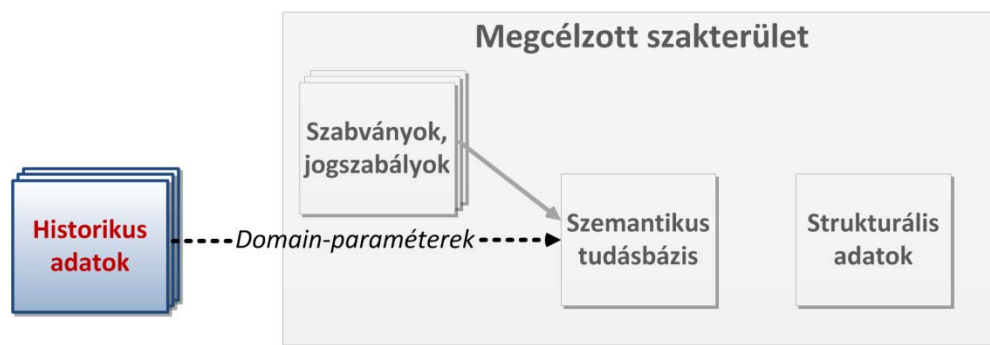 Megcélzott szakterület
Szabványok,
jogszabályok
Historikus
adatok
Domain-paraméterek
Szemantikus
tudásbázis
Strukturális
adatok